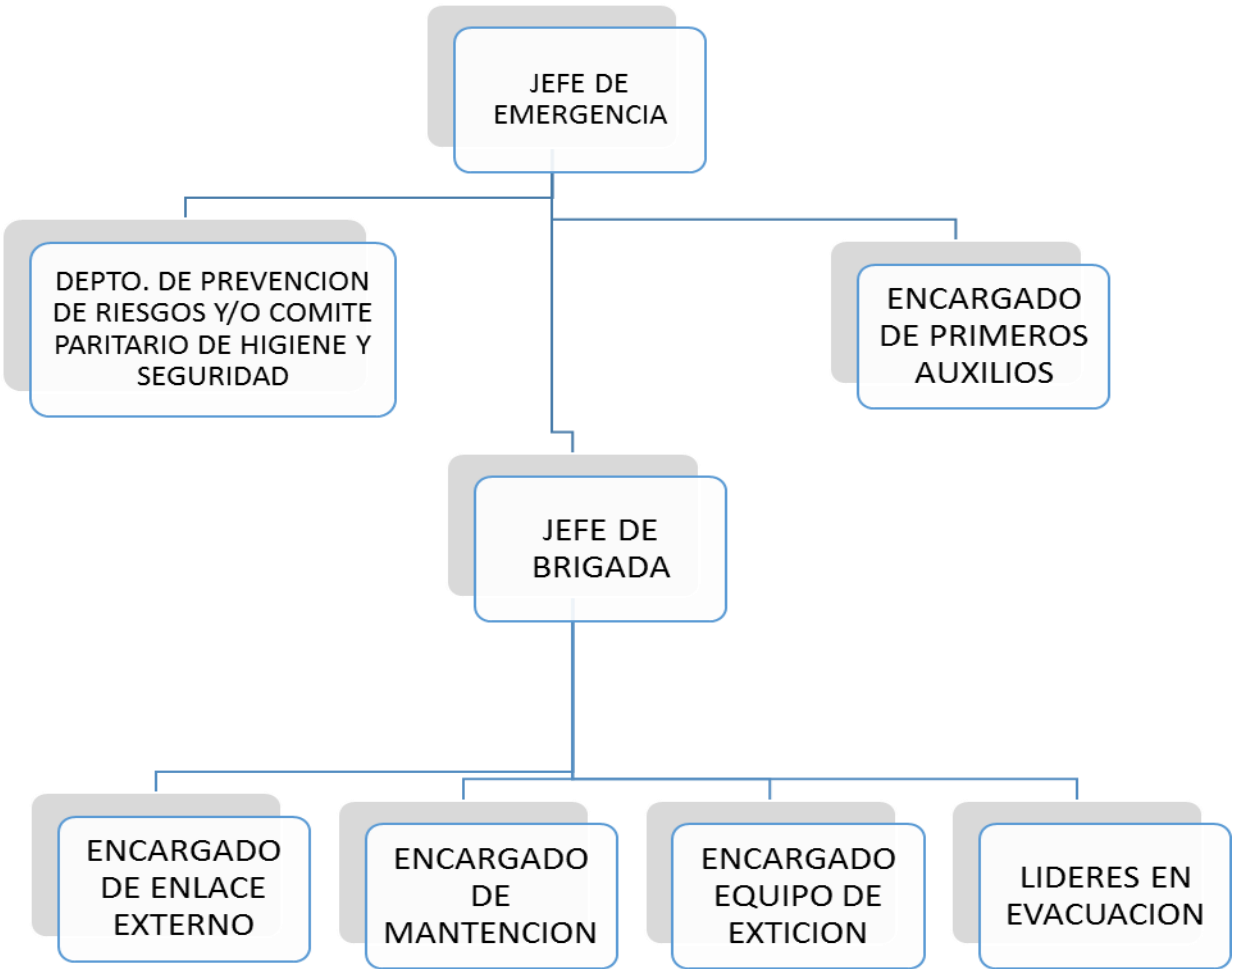 JEFE DE
EMERGENCIA
DEPTO. DE PREVENCION
DE RIESGOS Y/O COMITE
PARITARIO DE HIGIENE Y
SEGURIDAD
ENCARGADO
DE PRIMEROS
AUXILIOS
JEFE DE
BRIGADA
ENCARGADO
DE ENLACE
EXTERNO
ENCARGADO
DE
MANTENCION
ENCARGADO
EQUIPO DE
EXTICION
LIDERES EN
EVACUACION